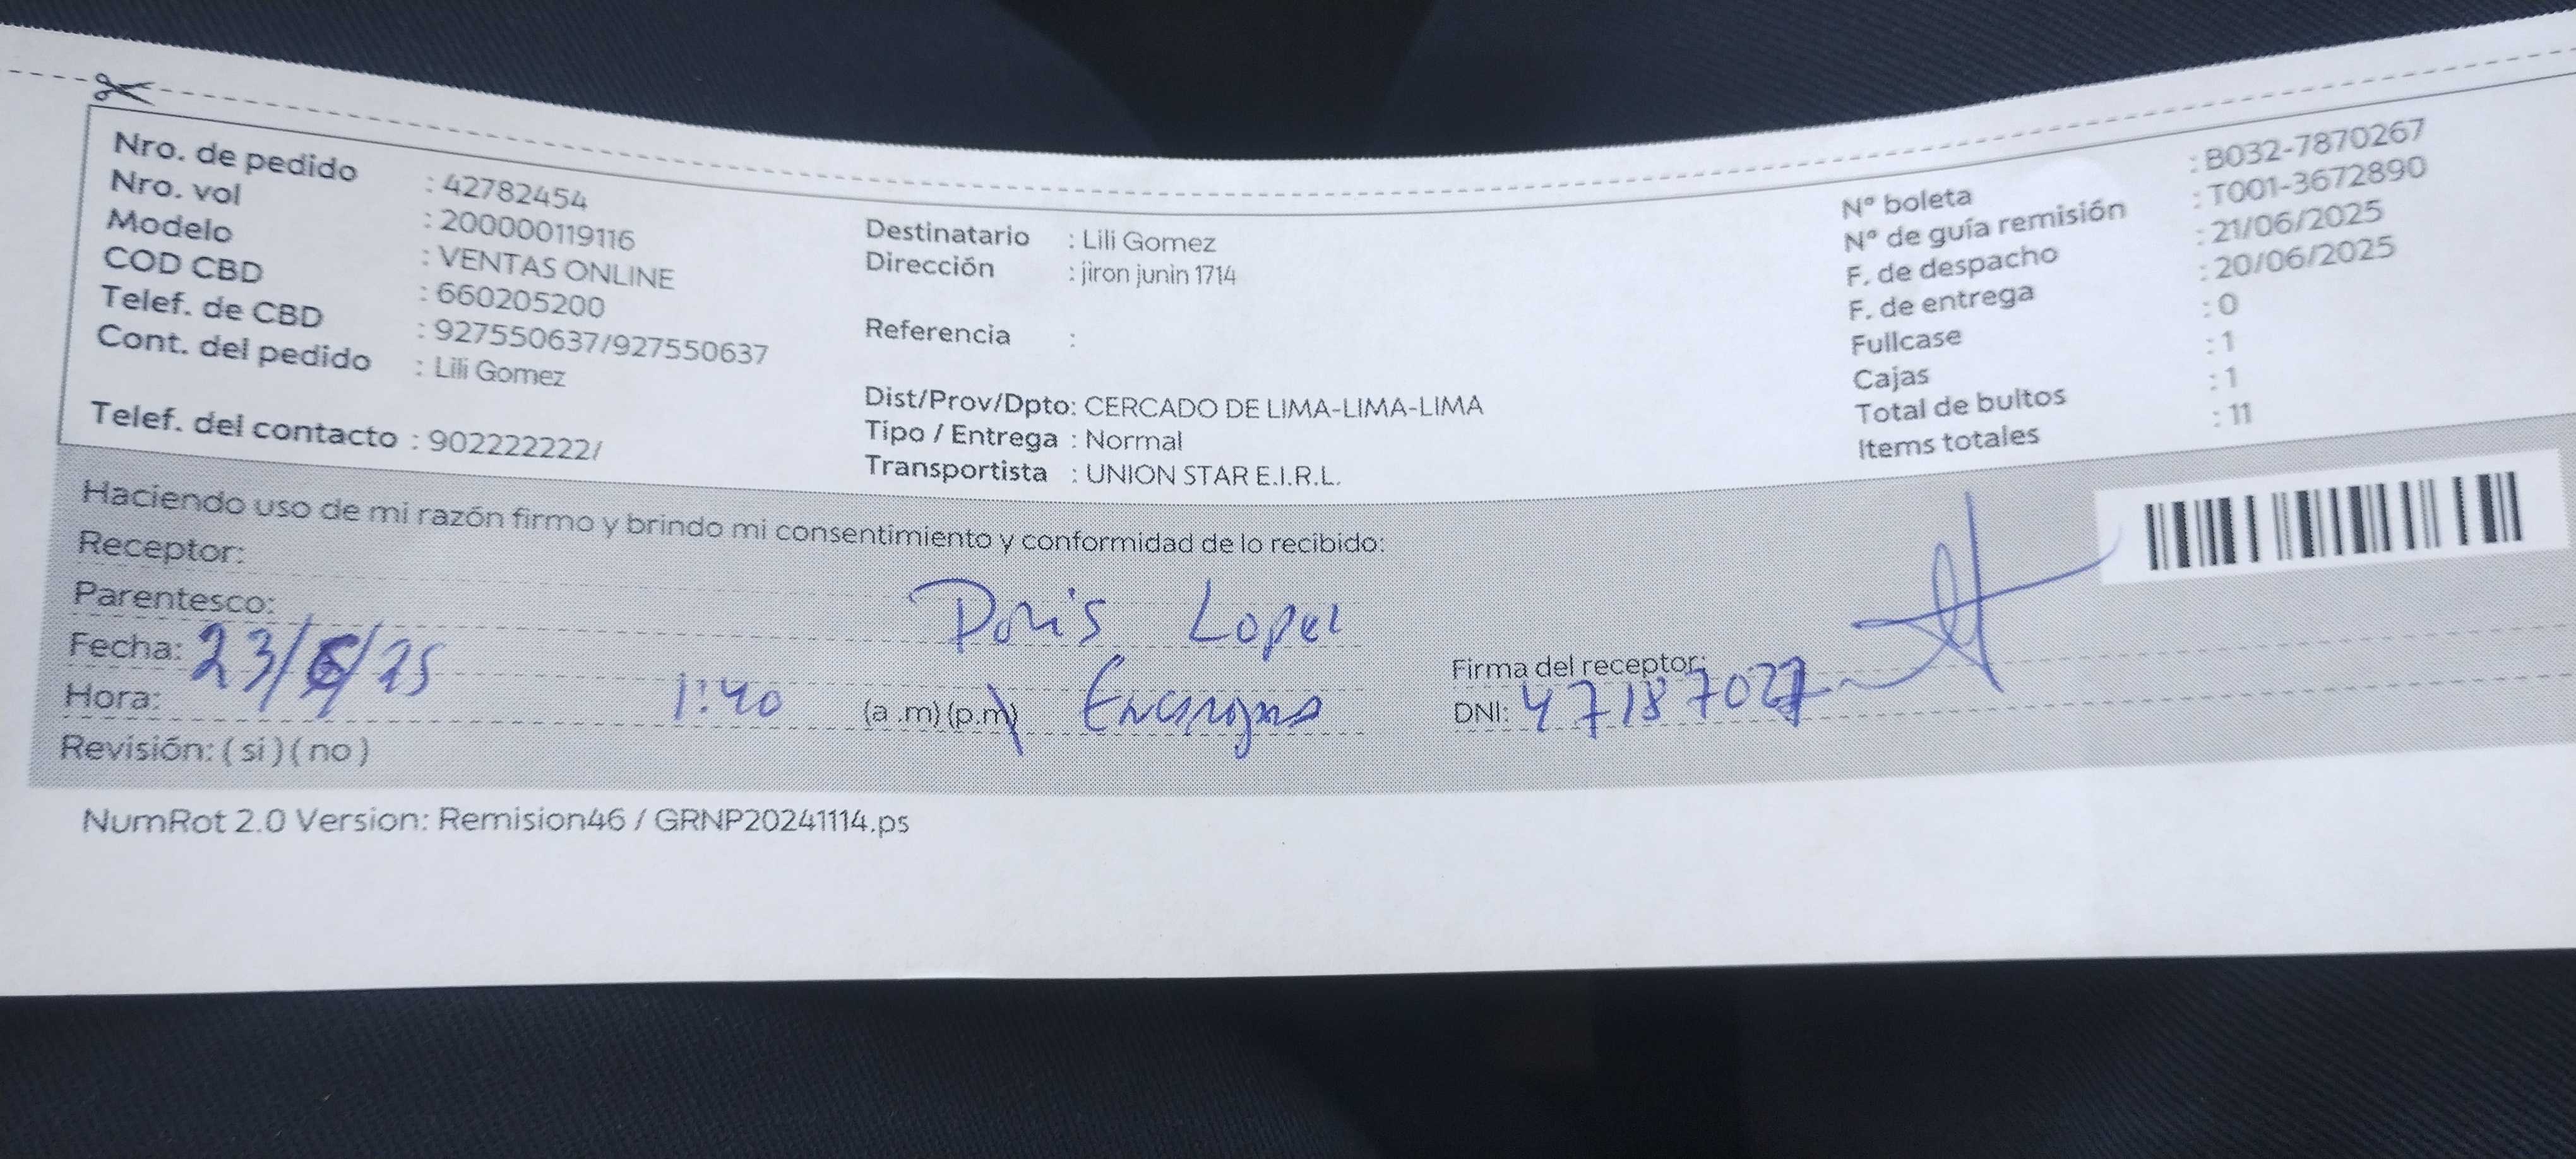 Nro. de pedido : 42782454
Nro. vol : 200000119116
Modelo : VENTAS ONLINE
COD CBD : 660205200
Telef. de CBD : 927550637/927550637
Cont. del pedido : Lili Gomez
Telef. del contacto : 902222222/
Destinatario : Lili Gomez
Dirección : jiron junin 1714
Referencia :
Dist/Prov/Dpto: CERCADO DE LIMA-LIMA-LIMA
Tipo / Entrega : Normal
Transportista : UNION STAR E.I.R.L.
Nº boleta : B032-7870267
Nº de guía remisión : T001-3672890
F. de despacho : 21/06/2025
F. de entrega : 20/06/2025
Fullcase : 0
Cajas : 1
Total de bultos : 1
Items totales : 11
Haciendo uso de mi razón firmo y brindo mi consentimiento y conformidad de lo recibido:
Receptor:
Parentesco: Doris Lopez
Fecha: 23/6/25
Firma del receptor:
Hora: 1:40 (a .m) (p.m)
DNI:
Revisión: ( si ) ( no )
NumRot 2.0 Version: Remision46 / GRNP20241114.ps